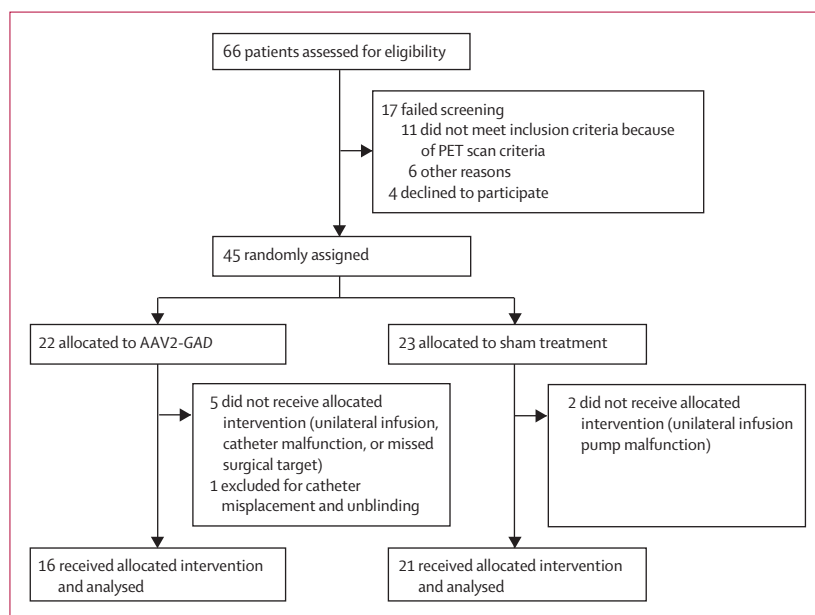 66 patients assessed for eligibility
17 failed screening
11 did not meet inclusion criteria because
of PET scan criteria
6 other reasons
4 declined to participate
45 randomly assigned
22 allocated to AAV2-GAD
23 allocated to sham treatment
5 did not receive allocated
intervention (unilateral infusion,
catheter malfunction, or missed
surgical target)
1 excluded for catheter
misplacement and unblinding
2 did not receive allocated
intervention (unilateral infusion
pump malfunction)
16 received allocated intervention
and analysed
21 received allocated intervention
and analysed